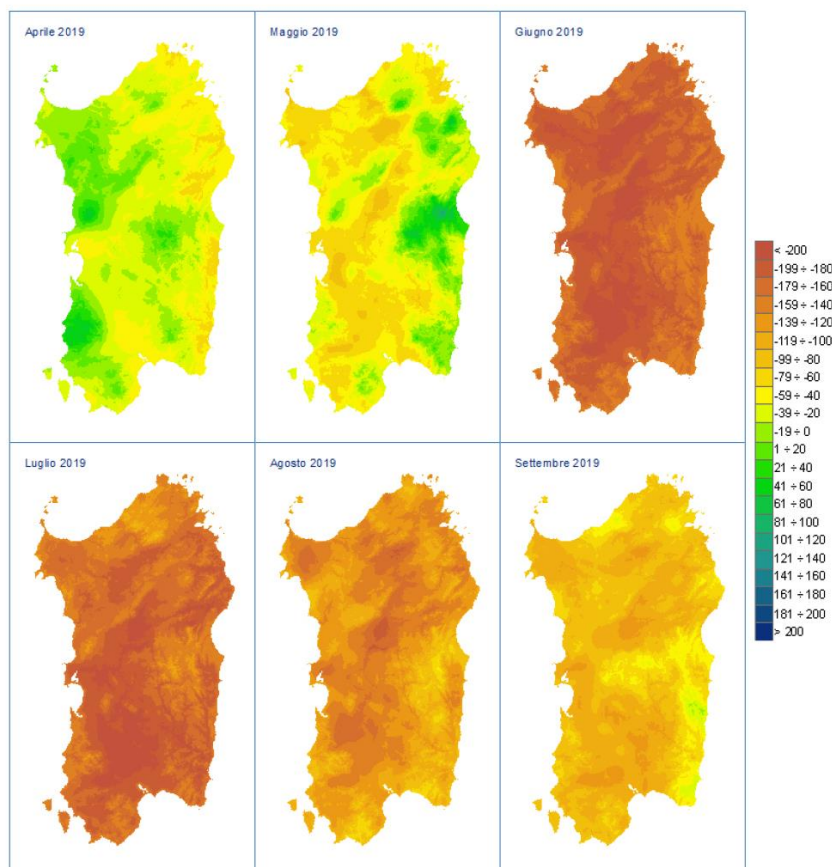 Aprile 2019
Maggio 2019
Giugno 2019
< -200
-199 ÷ -180
-179 ÷ -160
-159 ÷ -140
-139 ÷ -120
-119 ÷ -100
-99 ÷ -80
-79 ÷ -60
-59 ÷ -40
-39 ÷ -20
-19 ÷ 0
1 ÷ 20
21 ÷ 40
41 ÷ 60
61 ÷ 80
81 ÷ 100
101 ÷ 120
121 ÷ 140
141 ÷ 160
161 ÷ 180
181 ÷ 200
> 200
Luglio 2019
Agosto 2019
Settembre 2019